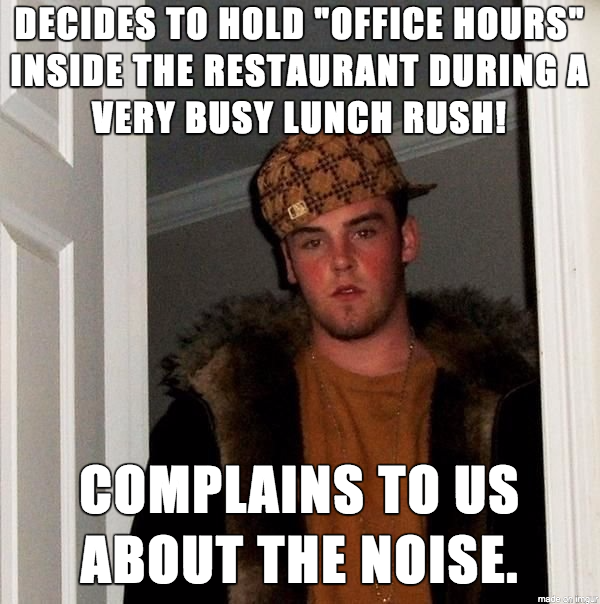 DECIDES TO HOLD "OFFICE HOURS"
INSIDE THE RESTAURANT DURING A
VERY BUSY LUNCH RUSH!
COMPLAINS TO US
ABOUT THE NOISE.
made on imgur